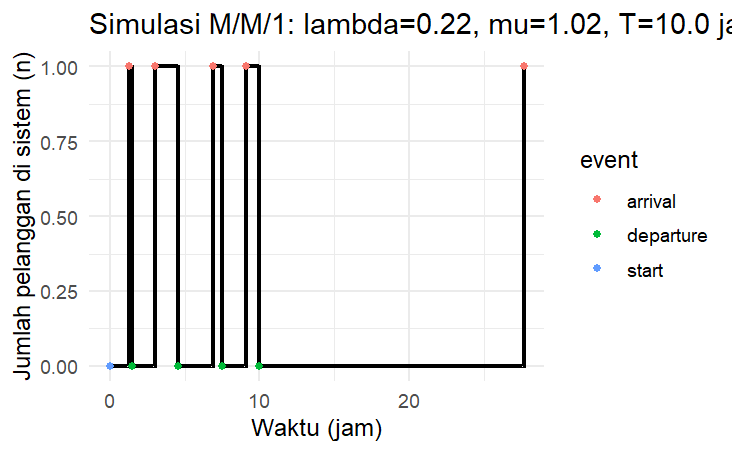 Simulasi M/M/1: lambda=0.22, mu=1.02, T=10.0 ja
Jumlah pelanggan di sistem (n)
1.00
0.75
0.50
0.25
0.00
0
10
20
Waktu (jam)
event
arrival
departure
start